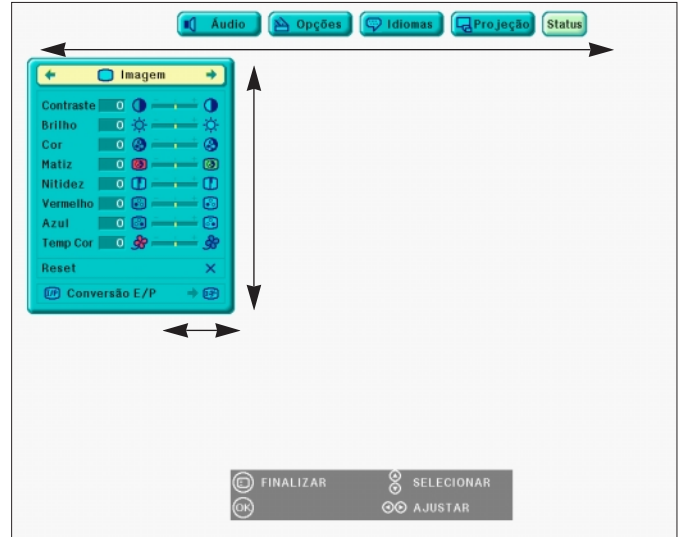 Áudio Opções Idiomas Projeção Status
Imagem
Contraste 0
Brilho 0
Cor 0
Matiz 0
Nitidez 0
Vermelho 0
Azul 0
Temp Cor 0
Reset
I/P Conversão E/P
FINALIZAR SELECIONAR
OK AJUSTAR